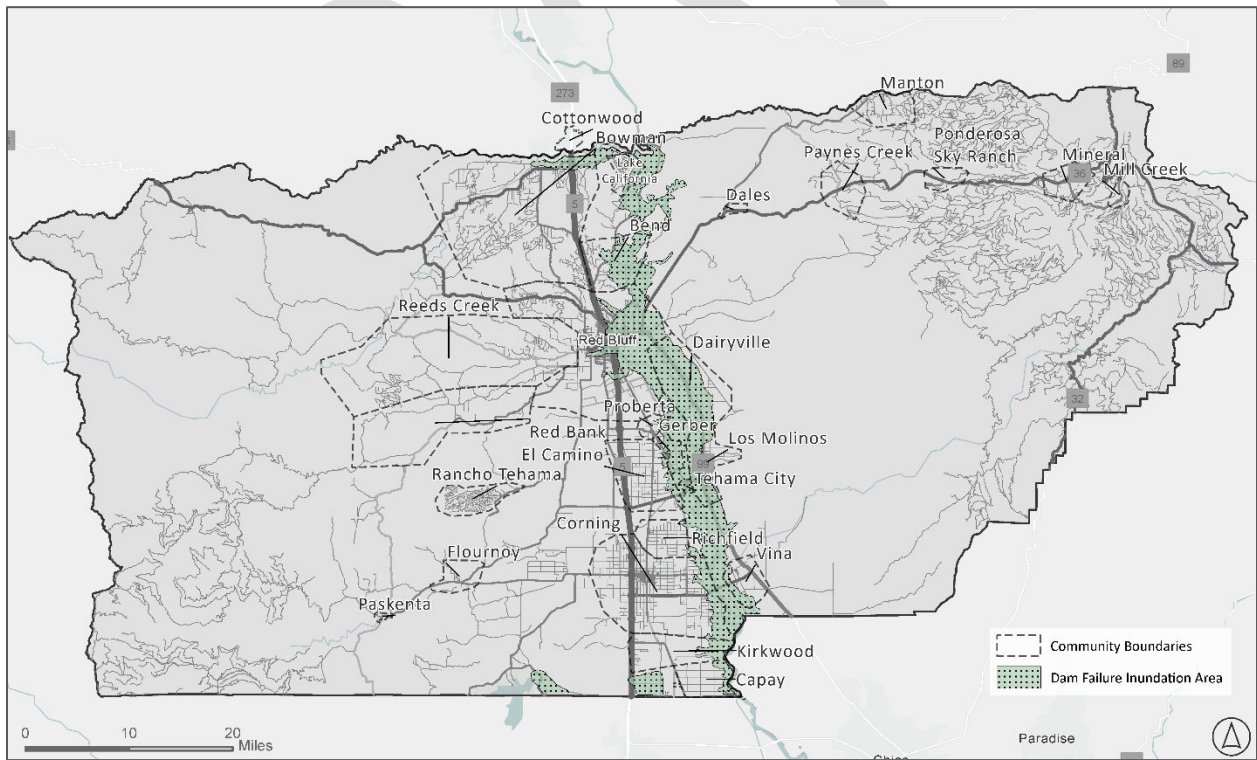 89
273
Manton
Cottonwood
Bowman
Ponderosa
Sky Ranch
Paynes Creek
Mineral
36
Mill Creek
Lake
California
5
Dales
Bend
Reeds Creek
Red Bluff
Dairyville
32
Proberta
Gerber
Red Bank
Los Molinos
El Camino
5
99
Rancho Tehama
Tehama City
Corning
Richfield
Flournoy
Vina
Paskenta
Kirkwood
Capay
Community Boundaries
Dam Failure Inundation Area
0 10 20
Miles
Paradise
Chico
A